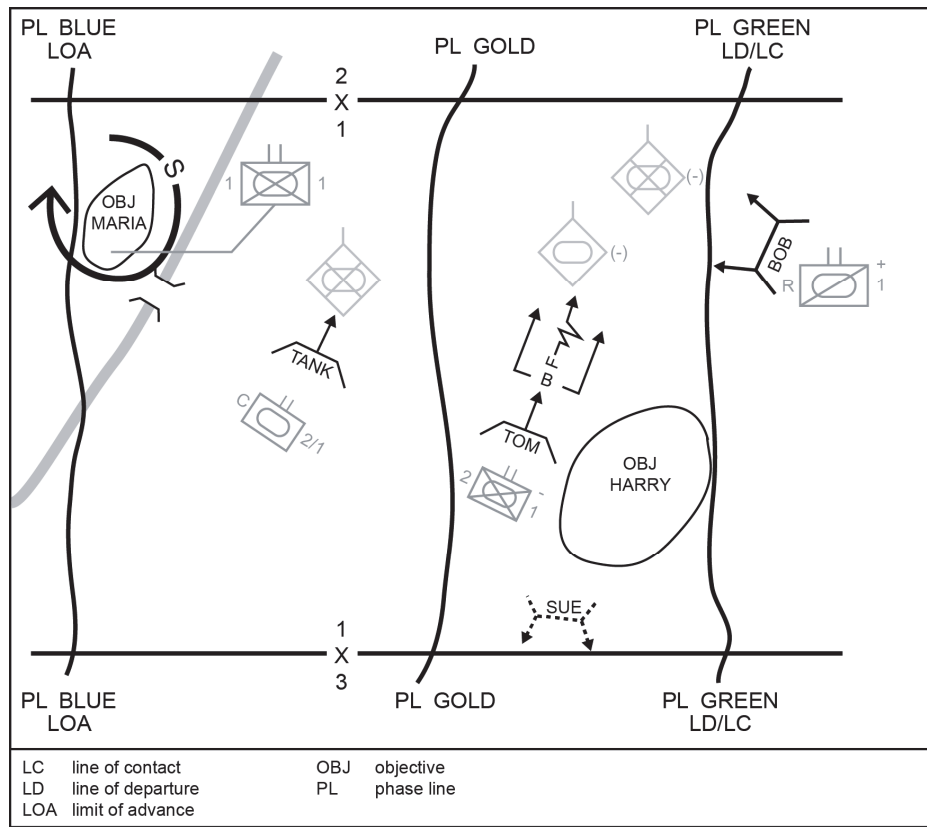 PL BLUE
LOA
PL GOLD
PL GREEN
LD/LC
2
X
1
S
OBJ
MARIA
1
1
(-)
(-)
BOB
R
+
1
TANK
C
2/1
F
B
TOM
2
-
1
OBJ
HARRY
SUE
1
X
3
PL BLUE
LOA
PL GOLD
PL GREEN
LD/LC
LC line of contact
LD line of departure
LOA limit of advance
OBJ objective
PL phase line